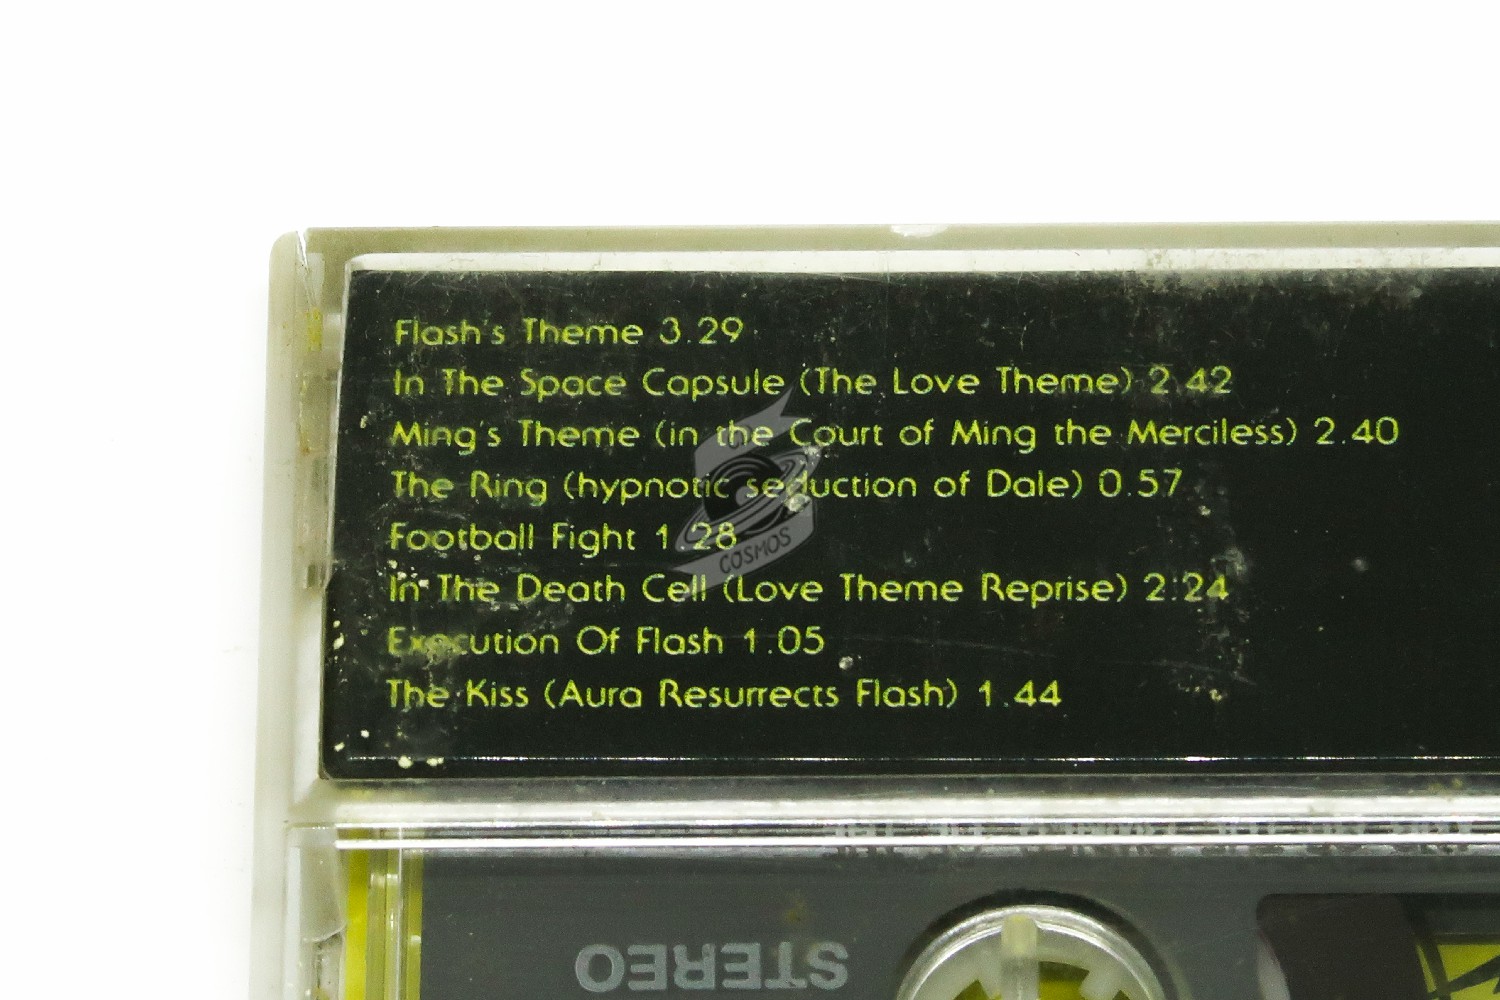 Flash's Theme 3.29
In The Space Capsule (The Love Theme) 2.42
Ming's Theme (in the Court of Ming the Merciless) 2.40
The Ring (hypnotic seduction of Dale) 0.57
Football Fight 1.28
In The Death Cell (Love Theme Reprise) 2.24
Execution Of Flash 1.05
The Kiss (Aura Resurrects Flash) 1.44
COSMOS
STEREO